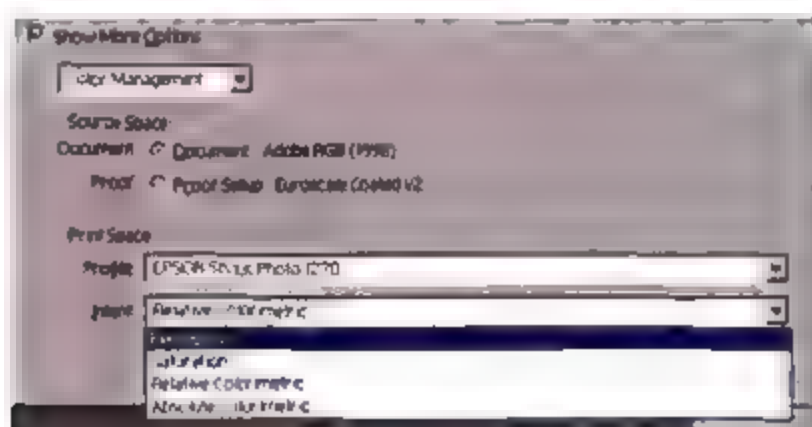 Show More Options
Color Management
Source Space
Document Document Adobe RGB (1998)
Proof Proof Setup Euroscale Coated v2
Print Space
Profile EPSON Stylus Photo 1270
Intent Relative Colorimetric
Saturation
Relative Colorimetric
Absolute Colorimetric